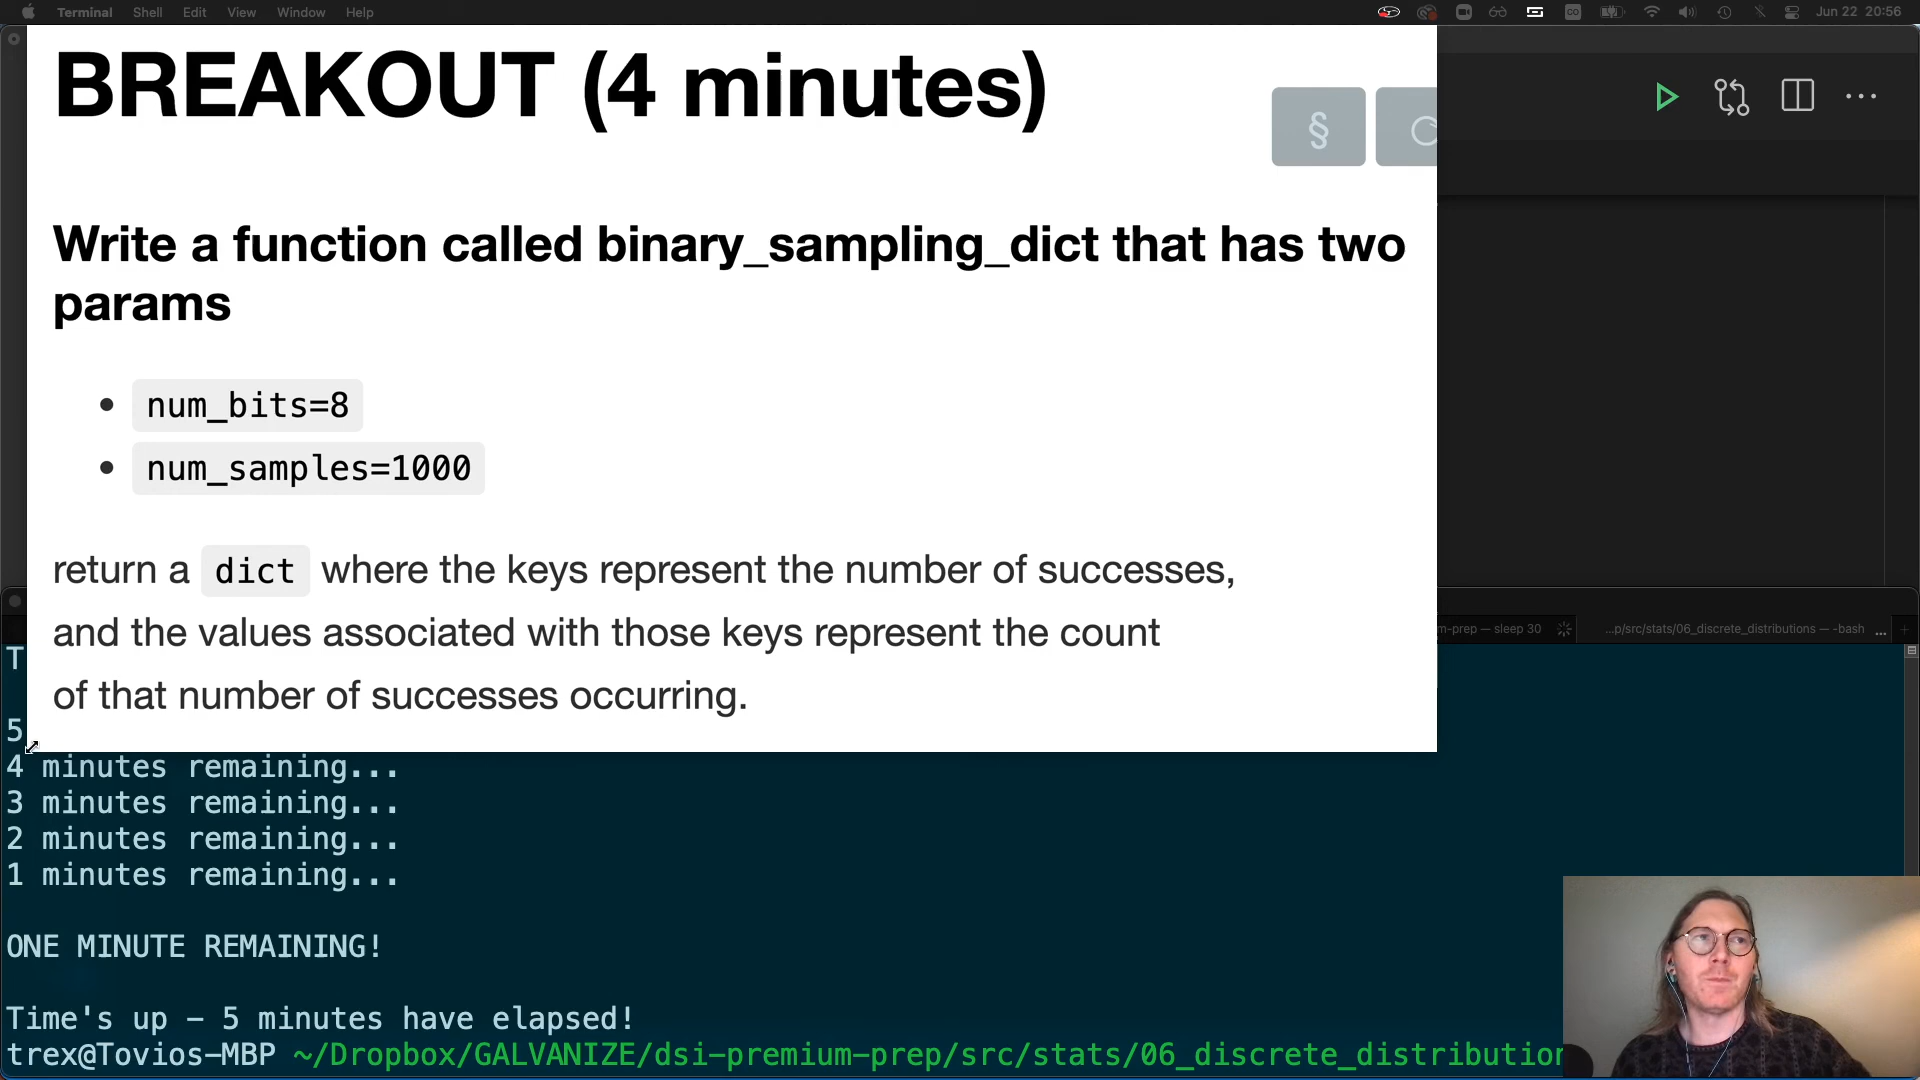 Terminal Shell Edit View Window Help Jun 22 20:56
BREAKOUT (4 minutes)
§
Write a function called binary_sampling_dict that has two
params
• num_bits=8
• num_samples=1000
return a dict where the keys represent the number of successes,
and the values associated with those keys represent the count
of that number of successes occurring.
m-prep — sleep 30 ...p/src/stats/06_discrete_distributions — -bash ...
T
5
4 minutes remaining...
3 minutes remaining...
2 minutes remaining...
1 minutes remaining...
ONE MINUTE REMAINING!
Time's up – 5 minutes have elapsed!
trex@Tovios-MBP ~/Dropbox/GALVANIZE/dsi-premium-prep/src/stats/06_discrete_distribution